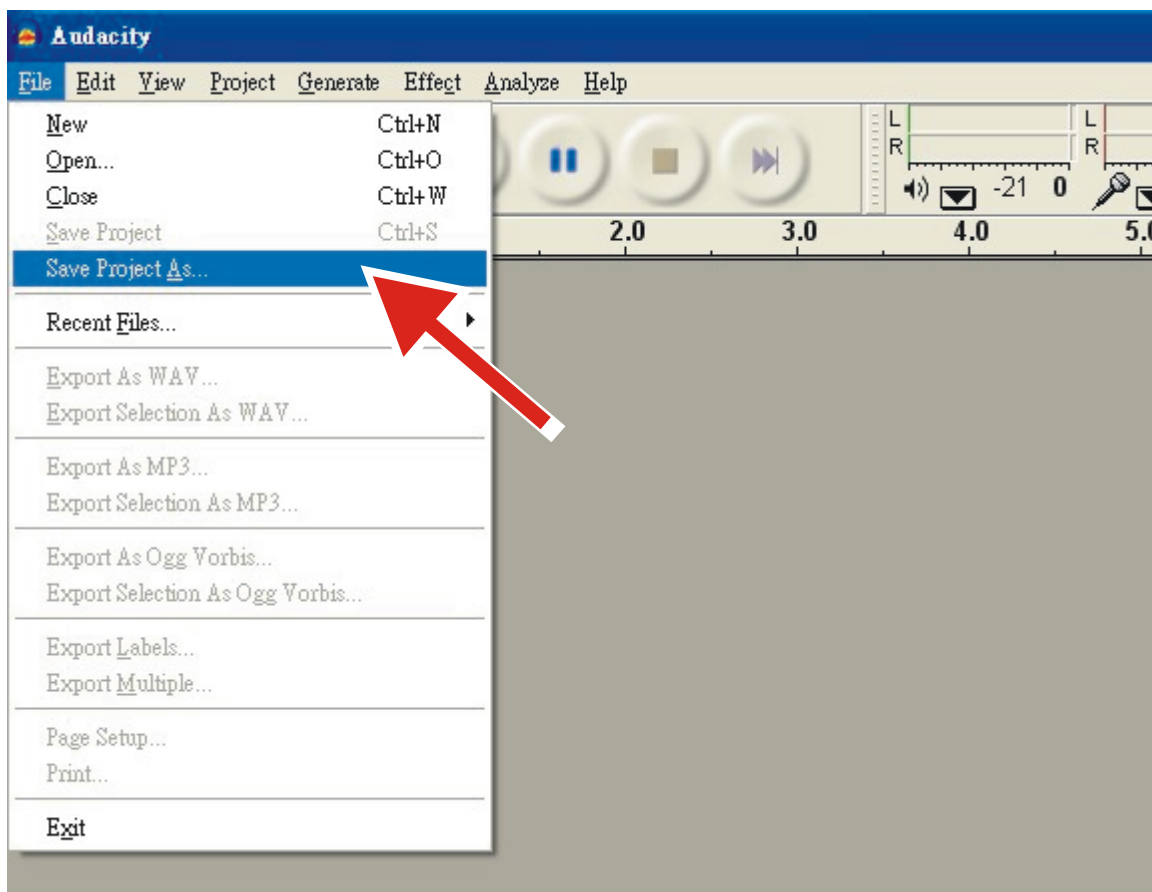 Audacity
File Edit View Project Generate Effect Analyze Help
New Ctrl+N
Open... Ctrl+O
Close Ctrl+W
Save Project Ctrl+S
Save Project As...
Recent Files...
Export As WAV...
Export Selection As WAV...
Export As MP3...
Export Selection As MP3...
Export As Ogg Vorbis...
Export Selection As Ogg Vorbis...
Export Labels...
Export Multiple...
Page Setup...
Print...
Exit
L L
R R
-21 0
2.0 3.0 4.0